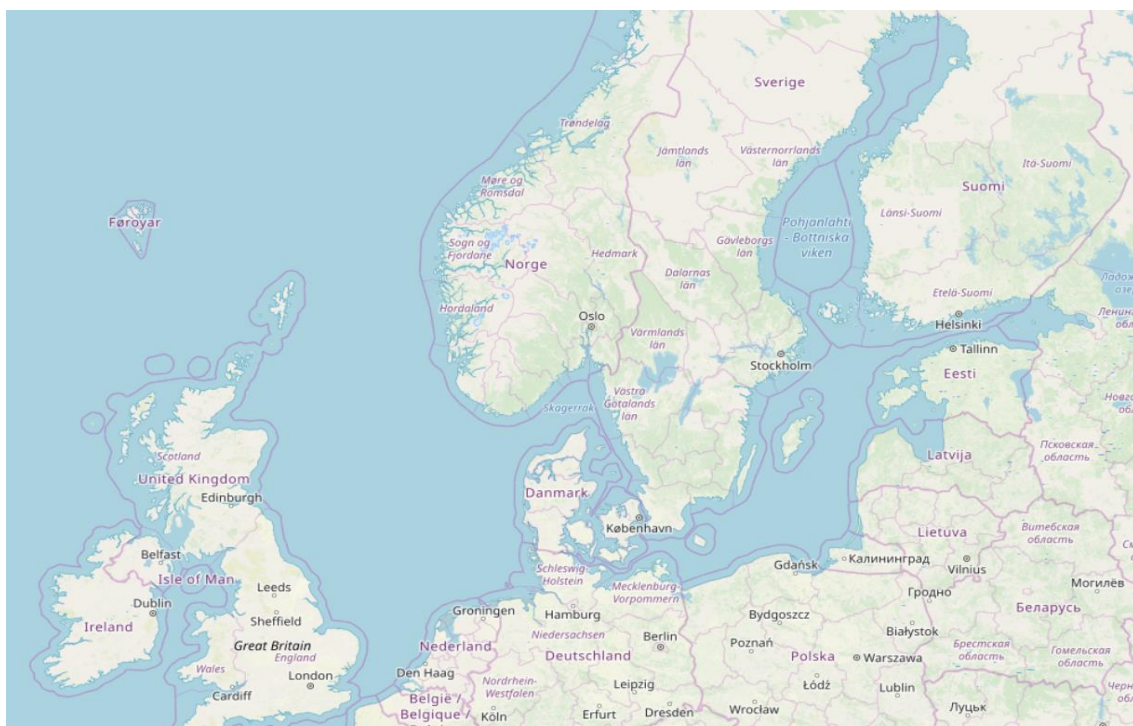 Sverige
Trøndelag
Jämtlands
län
Västernorrlands
län
Itä-Suomi
Møre og
Romsdal
Suomi
Länsi-Suomi
Føroyar
Pohjanlahti
- Bottniska
viken
Sogn og
Fjordane
Norge
Hedmark
Gävleborgs
län
Dalarnas
län
Hordaland
Etelä-Suomi
Oslo
Helsinki
Värmlands
län
Tallinn
Stockholm
Eesti
Västra
Götalands
län
Skagerrak
Псковская
область
Scotland
Latvija
United Kingdom
Edinburgh
Danmark
København
Lietuva
Витебская
область
Belfast
Isle of Man
Schleswig-
Holstein
Gdańsk
Калининград
Vilnius
Mecklenburg-
Vorpommern
Leeds
Dublin
Groningen
Hamburg
Гродно
Могилёв
Беларусь
Sheffield
Bydgoszcz
Ireland
Great Britain
Nederland
Niedersachsen
Berlin
Białystok
England
Deutschland
Poznań
Polska
Warszawa
Брестская
область
Гомельская
область
Wales
Den Haag
London
Cardiff
Nordrhein-
Westfalen
Leipzig
Łódź
Lublin
België /
Belgique /
Köln
Erfurt
Dresden
Wrocław
Луцьк